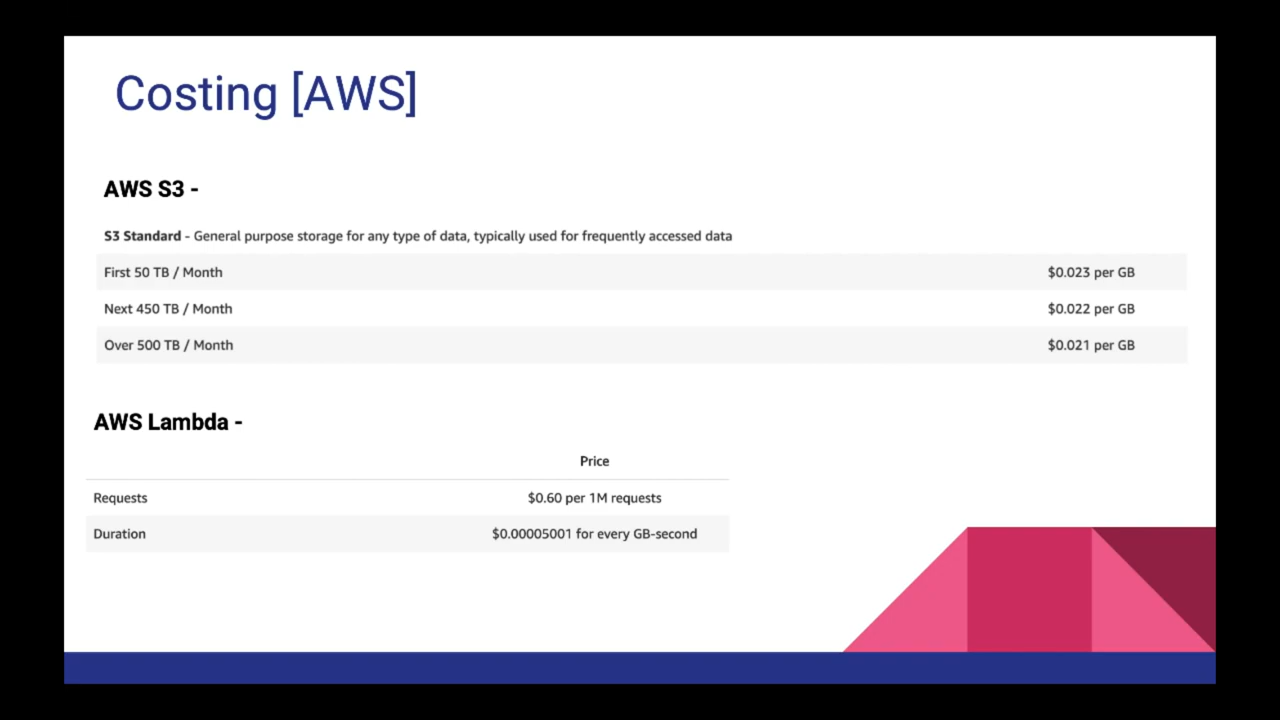 Costing [AWS]
AWS S3 -
S3 Standard - General purpose storage for any type of data, typically used for frequently accessed data
First 50 TB / Month $0.023 per GB
Next 450 TB / Month $0.022 per GB
Over 500 TB / Month $0.021 per GB
AWS Lambda -
Price
Requests $0.60 per 1M requests
Duration $0.00005001 for every GB-second